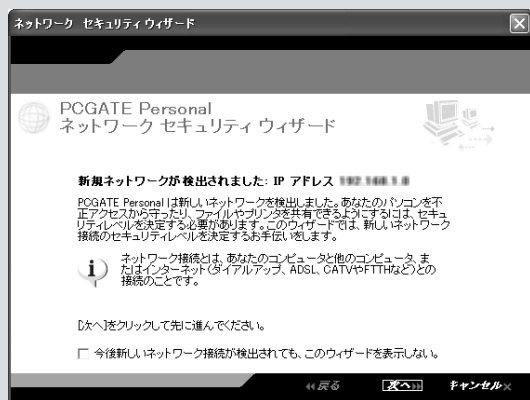 ネットワーク セキュリティ ウィザード
PCGATE Personal
ネットワーク セキュリティ ウィザード
新規ネットワークが検出されました: IP アドレス
PCGATE Personal は新しいネットワークを検出しました。あなたのパソコンを不
正アクセスから守ったり、ファイルやプリンタを共有できるようにするには、セキュ
リティレベルを決定する必要があります。このウィザードでは、新しいネットワーク
接続のセキュリティレベルを決定するお手伝いをします。
ネットワーク接続とは、あなたのコンピュータと他のコンピュータ、ま
たはインターネット(ダイアルアップ、ADSL、CATVやFTTHなど)との
接続のことです。
[次へ]をクリックして先に進んでください。
今後新しいネットワーク接続が検出されても、このウィザードを表示しない。
戻る 次へ キャンセル